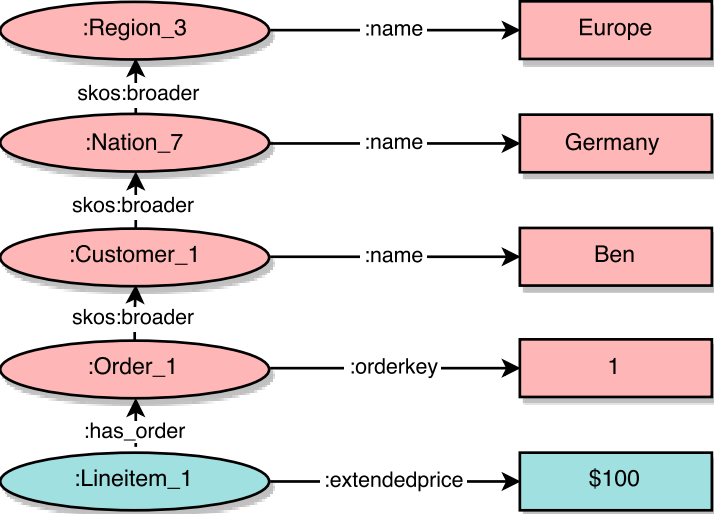 :Region_3 :name Europe
skos:broader
:Nation_7 :name Germany
skos:broader
:Customer_1 :name Ben
skos:broader
:Order_1 :orderkey 1
:has_order
:Lineitem_1 :extendedprice $100